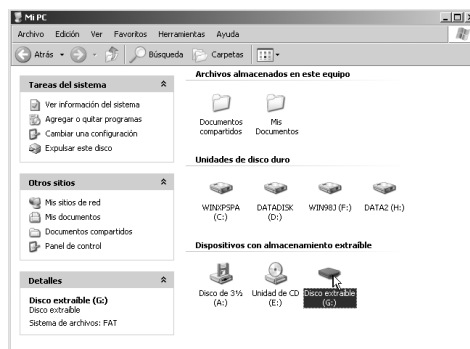 Mi PC
Archivo Edición Ver Favoritos Herramientas Ayuda
Atrás Búsqueda Carpetas
Tareas del sistema
Ver información del sistema
Agregar o quitar programas
Cambiar una configuración
Expulsar este disco
Otros sitios
Mis sitios de red
Mis documentos
Documentos compartidos
Panel de control
Detalles
Disco extraíble (G:)
Disco extraíble
Sistema de archivos: FAT
Archivos almacenados en este equipo
Documentos compartidos
Mis Documentos
Unidades de disco duro
WINXPSPA (C:)
DATADISK (D:)
WIN98J (F:)
DATA2 (H:)
Dispositivos con almacenamiento extraíble
Disco de 3½ (A:)
Unidad de CD (E:)
Disco extraíble (G:)